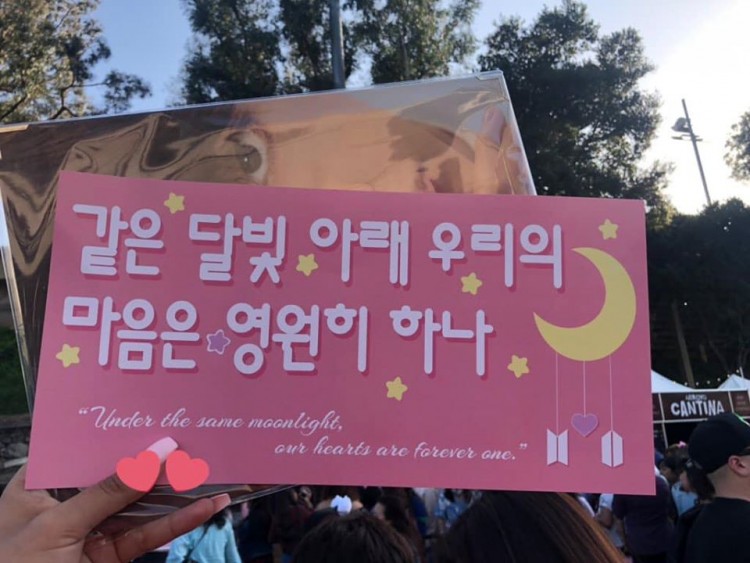 같은 달빛 아래 우리의
마음은 영원히 하나
“Under the same moonlight,
our hearts are forever one.”
CANTINA